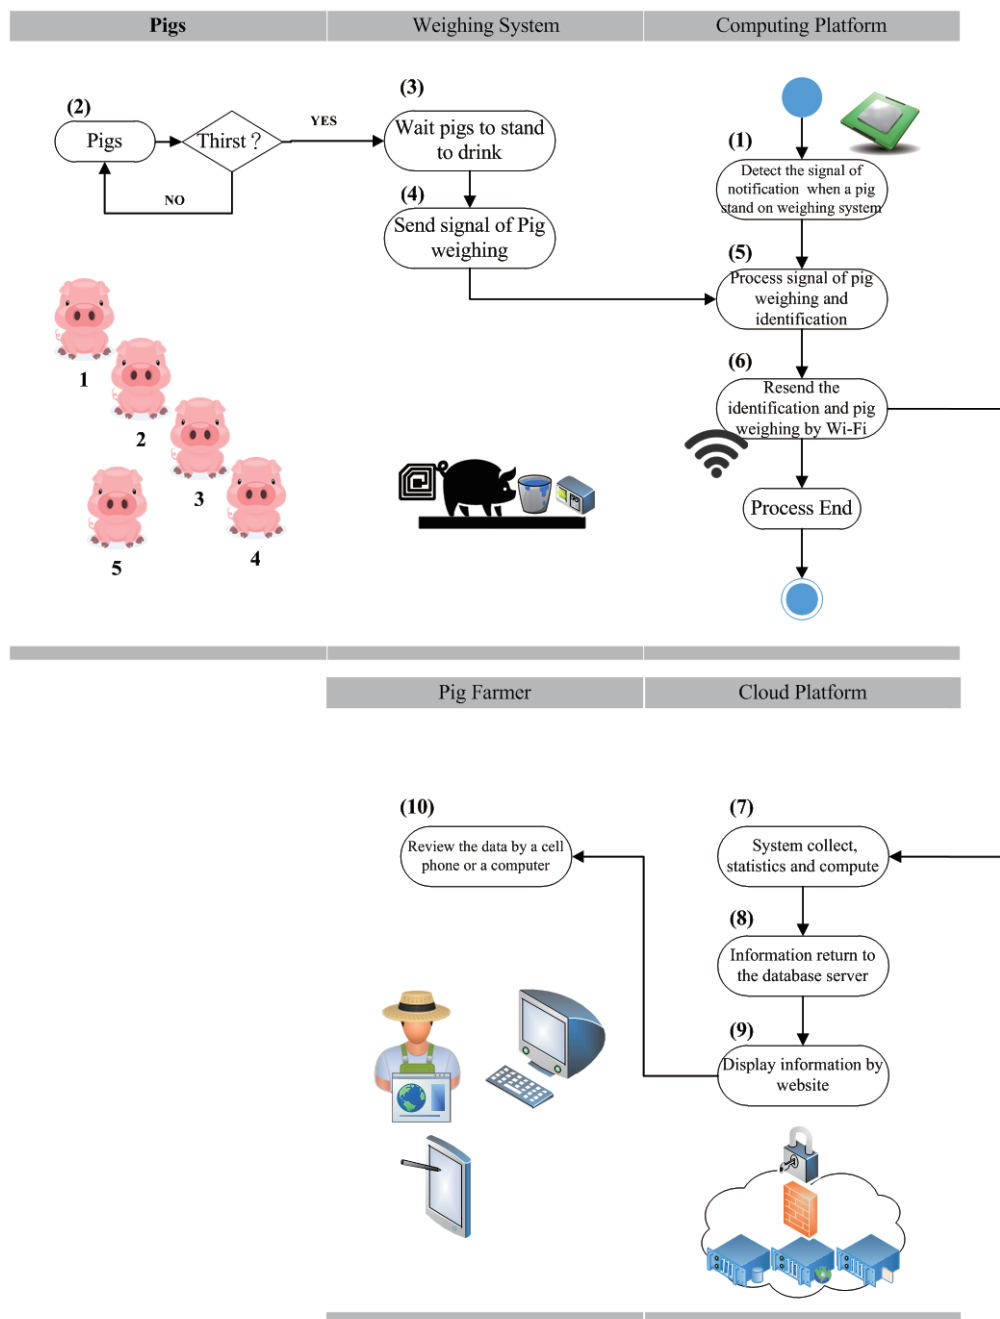 Pigs
Weighing System
Computing Platform
(2)
Pigs
Thirst ?
YES
NO
(3)
Wait pigs to stand
to drink
(4)
Send signal of Pig
weighing
(1)
Detect the signal of
notification when a pig
stand on weighing system
(5)
Process signal of pig
weighing and
identification
(6)
Resend the
identification and pig
weighing by Wi-Fi
Process End
1
2
3
4
5
Pig Farmer
Cloud Platform
(10)
Review the data by a cell
phone or a computer
(7)
System collect,
statistics and compute
(8)
Information return to
the database server
(9)
Display information by
website